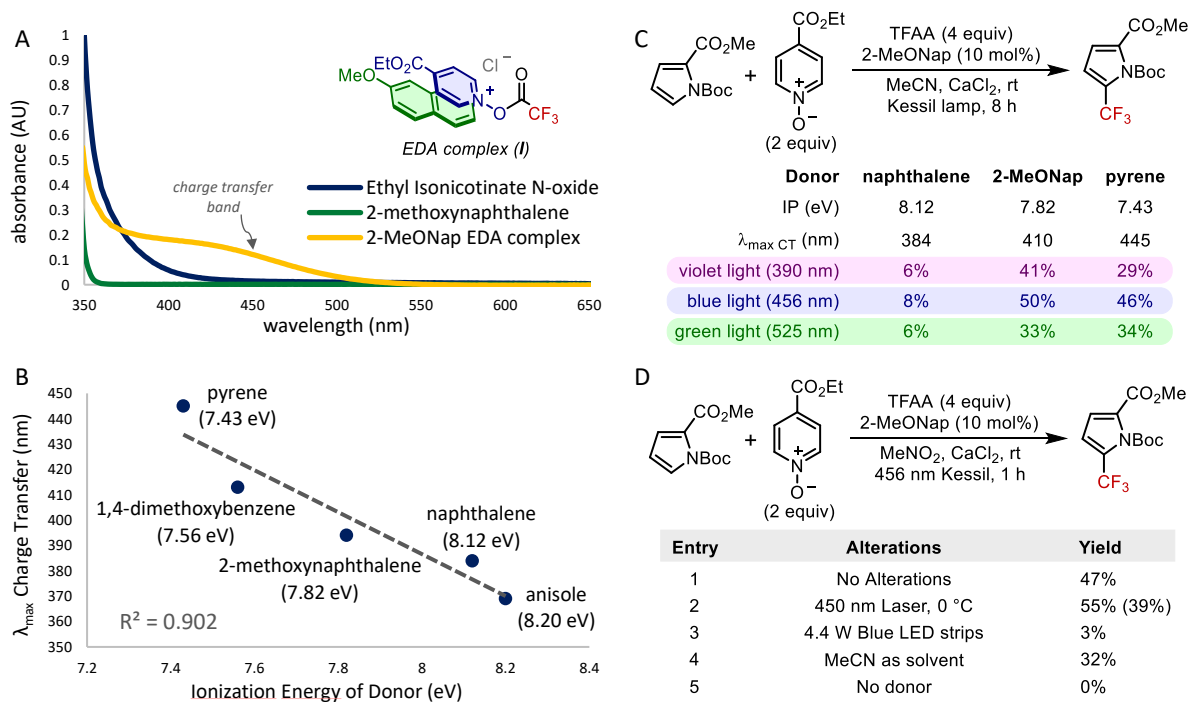 A
absorbance (AU)
1
0.9
0.8
0.7
0.6
0.5
0.4
0.3
0.2
0.1
0
350 400 450 500 550 600 650
wavelength (nm)
charge transfer
band
EtO2C
MeO
Cl−
N+
O
O
CF3
EDA complex (I)
Ethyl Isonicotinate N-oxide
2-methoxynaphthalene
2-MeONap EDA complex
B
λmax Charge Transfer (nm)
450
440
430
420
410
400
390
380
370
360
350
7.2 7.4 7.6 7.8 8 8.2 8.4
Ionization Energy of Donor (eV)
pyrene
(7.43 eV)
1,4-dimethoxybenzene
(7.56 eV)
2-methoxynaphthalene
(7.82 eV)
naphthalene
(8.12 eV)
anisole
(8.20 eV)
R² = 0.902
C
CO2Me
N
Boc
+
CO2Et
N+
O−
(2 equiv)
TFAA (4 equiv)
2-MeONap (10 mol%)
MeCN, CaCl2, rt
Kessil lamp, 8 h
CO2Me
N
Boc
CF3
Donor naphthalene 2-MeONap pyrene
IP (eV) 8.12 7.82 7.43
λmax CT (nm) 384 410 445
violet light (390 nm) 6% 41% 29%
blue light (456 nm) 8% 50% 46%
green light (525 nm) 6% 33% 34%
D
CO2Me
N
Boc
+
CO2Et
N+
O−
(2 equiv)
TFAA (4 equiv)
2-MeONap (10 mol%)
MeNO2, CaCl2, rt
456 nm Kessil, 1 h
CO2Me
N
Boc
CF3
Entry Alterations Yield
1 No Alterations 47%
2 450 nm Laser, 0 °C 55% (39%)
3 4.4 W Blue LED strips 3%
4 MeCN as solvent 32%
5 No donor 0%